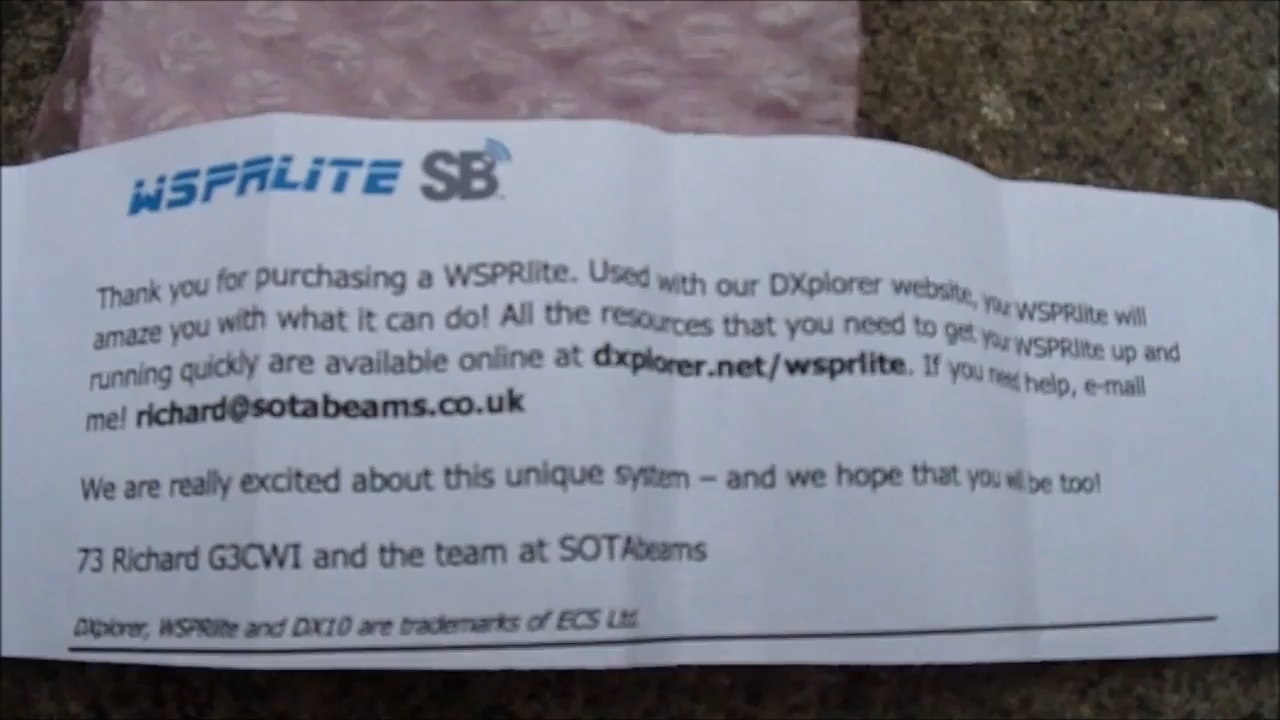 WSPRLITE SB
Thank you for purchasing a WSPRlite. Used with our DXplorer website, your WSPRlite will
amaze you with what it can do! All the resources that you need to get your WSPRlite up and
running quickly are available online at dxplorer.net/wsprlite. If you need help, e-mail
me! richard@sotabeams.co.uk
We are really excited about this unique system – and we hope that you will be too!
73 Richard G3CWI and the team at SOTAbeams
DXplorer, WSPRlite and DX10 are trademarks of ECS Ltd.